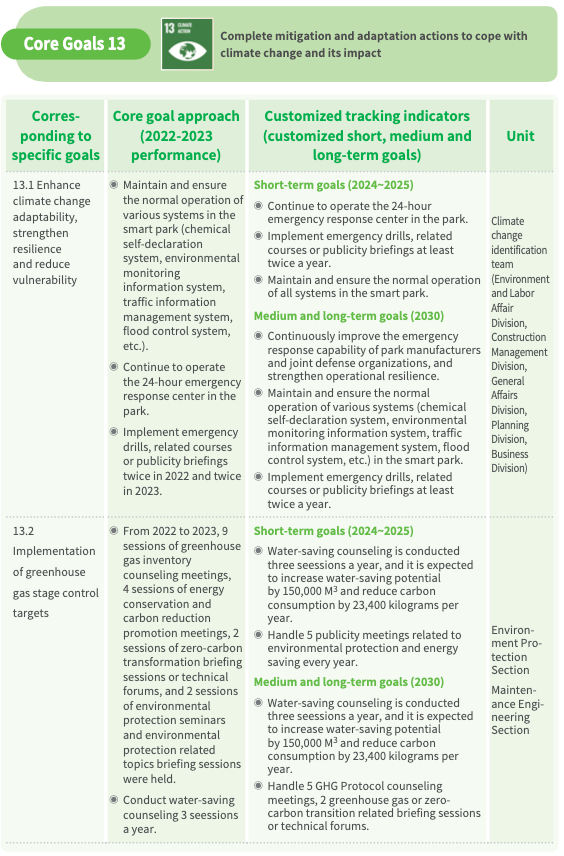 Core Goals 13
13 CLIMATE ACTION
Complete mitigation and adaptation actions to cope with
climate change and its impact
Corres-
ponding to
specific goals
Core goal approach
(2022-2023
performance)
Customized tracking indicators
(customized short, medium and
long-term goals)
Unit
13.1 Enhance
climate change
adaptability,
strengthen
resilience
and reduce
vulnerability
Maintain and ensure
the normal operation of
various systems in the
smart park (chemical
self-declaration
system, environmental
monitoring
information system,
traffic information
management system,
flood control system,
etc.).
Continue to operate
the 24-hour emergency
response center in the
park.
Implement emergency
drills, related courses
or publicity briefings
twice in 2022 and twice
in 2023.
Short-term goals (2024~2025)
Continue to operate the 24-hour
emergency response center in the park.
Implement emergency drills, related
courses or publicity briefings at least
twice a year.
Maintain and ensure the normal operation
of all systems in the smart park.
Medium and long-term goals (2030)
Continuously improve the emergency
response capability of park manufacturers
and joint defense organizations, and
strengthen operational resilience.
Maintain and ensure the normal
operation of various systems (chemical
self-declaration system, environmental
monitoring information system, traffic
information management system, flood
control system, etc.) in the smart park.
Implement emergency drills, related
courses or publicity briefings at least
twice a year.
Climate
change
identification
team
(Environment
and Labor
Affair
Division,
Construction
Management
Division,
General
Affairs
Division,
Planning
Division,
Business
Division)
13.2
Implementation
of greenhouse
gas stage control
targets
From 2022 to 2023, 9
sessions of greenhouse
gas inventory
counseling meetings,
4 sessions of energy
conservation and
carbon reduction
promotion meetings, 2
sessions of zero-carbon
transformation briefing
sessions or technical
forums, and 2 sessions
of environmental
protection seminars
and environmental
protection related
topics briefing sessions
were held.
Conduct water-saving
counseling 3 seessions
a year.
Short-term goals (2024~2025)
Water-saving counseling is conducted
three seessions a year, and it is expected
to increase water-saving potential
by 150,000 M³ and reduce carbon
consumption by 23,400 kilograms per
year.
Handle 5 publicity meetings related to
environmental protection and energy
saving every year.
Medium and long-term goals (2030)
Water-saving counseling is conducted
three seessions a year, and it is expected
to increase water-saving potential
by 150,000 M³ and reduce carbon
consumption by 23,400 kilograms per
year.
Handle 5 GHG Protocol counseling
meetings, 2 greenhouse gas or zero-
carbon transition related briefing sessions
or technical forums.
Environ-
ment Pro-
tection
Section
Mainten-
ance Engi-
neering
Section